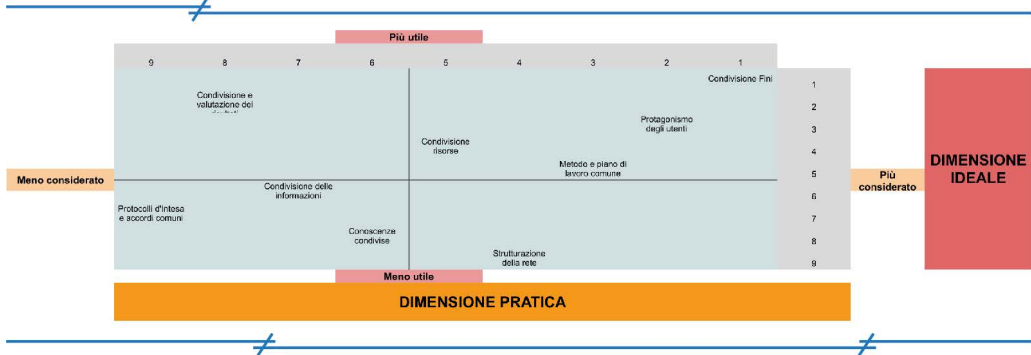 Più utile
9 8 7 6 5 4 3 2 1
Condivisione Fini
1
Condivisione e
valutazione dei
2
Protagonismo
degli utenti
3
Condivisione
risorse
4
Metodo e piano di
lavoro comune
5
Meno considerato
Più
considerato
DIMENSIONE
IDEALE
Condivisione delle
informazioni
6
Protocolli d'intesa
e accordi comuni
7
Conoscenze
condivise
8
Strutturazione
della rete
9
Meno utile
DIMENSIONE PRATICA